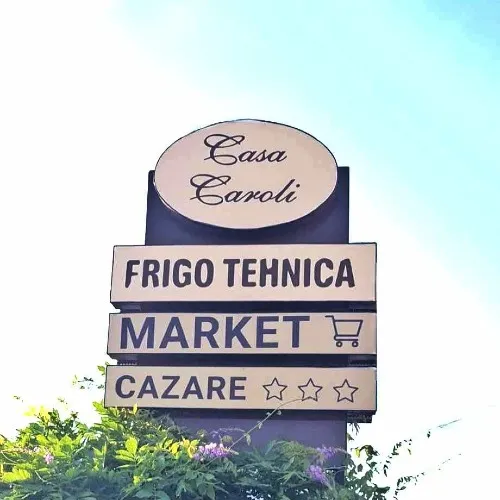 Casa
Caroli
FRIGO TEHNICA
MARKET
CAZARE